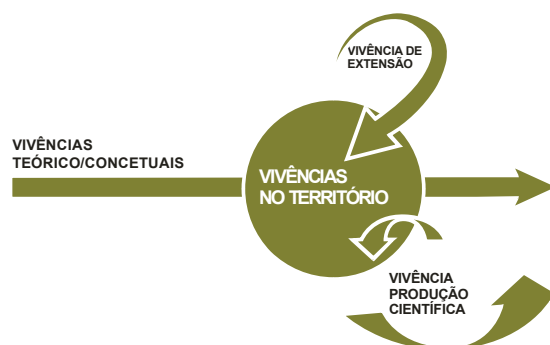 VIVÊNCIA DE
EXTENSÃO
VIVÊNCIAS
TEÓRICO/CONCETUAIS
VIVÊNCIAS
NO TERRITÓRIO
VIVÊNCIA
PRODUÇÃO
CIENTÍFICA